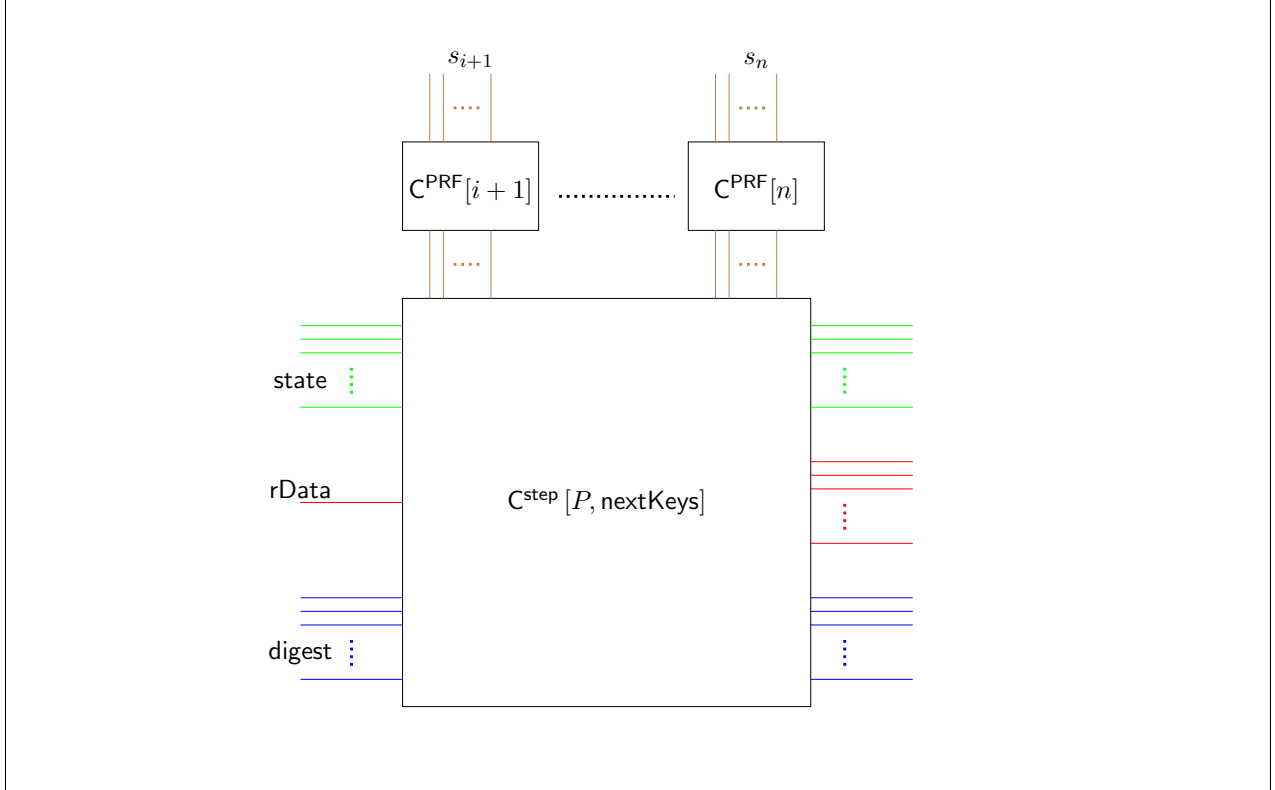 s_{i+1} s_n
C^{PRF}[i + 1] C^{PRF}[n]
state
rData
C^{step} [P, nextKeys]
digest